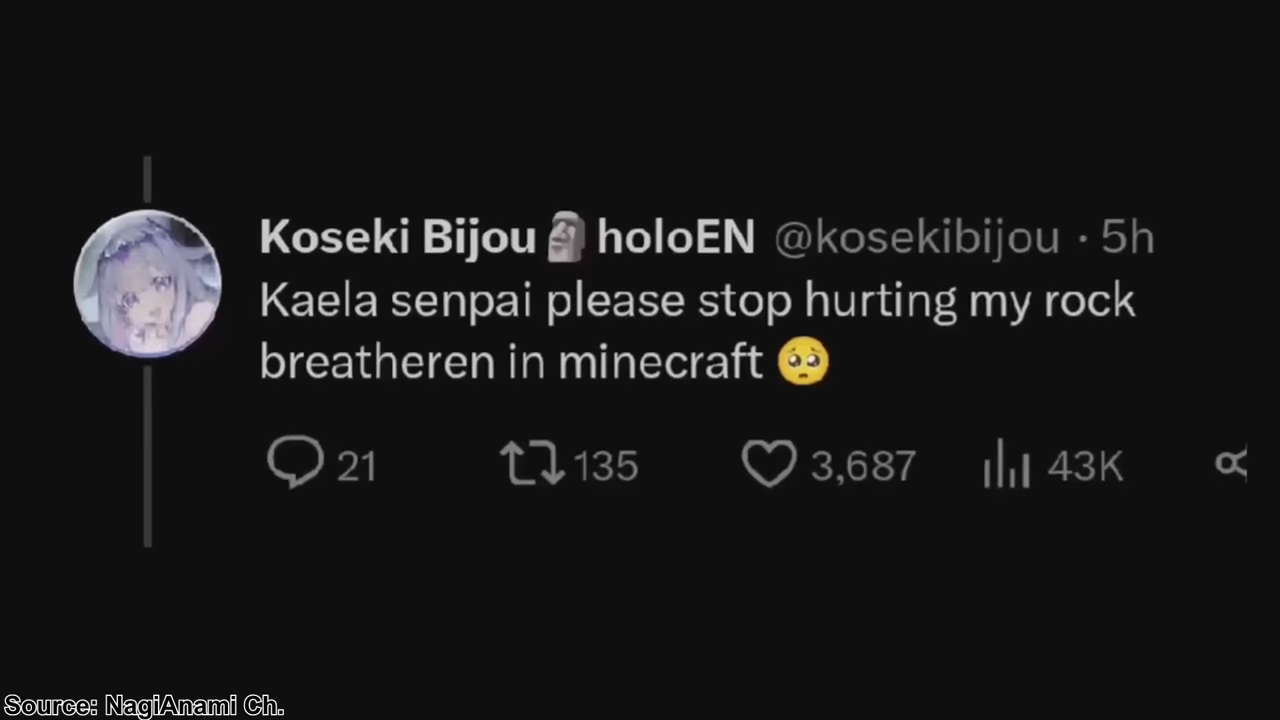 Koseki Bijou🗿holoEN @kosekibijou · 5h
Kaela senpai please stop hurting my rock
breatheren in minecraft 🥺
21 135 3,687 43K
Source: NagiAnami Ch.